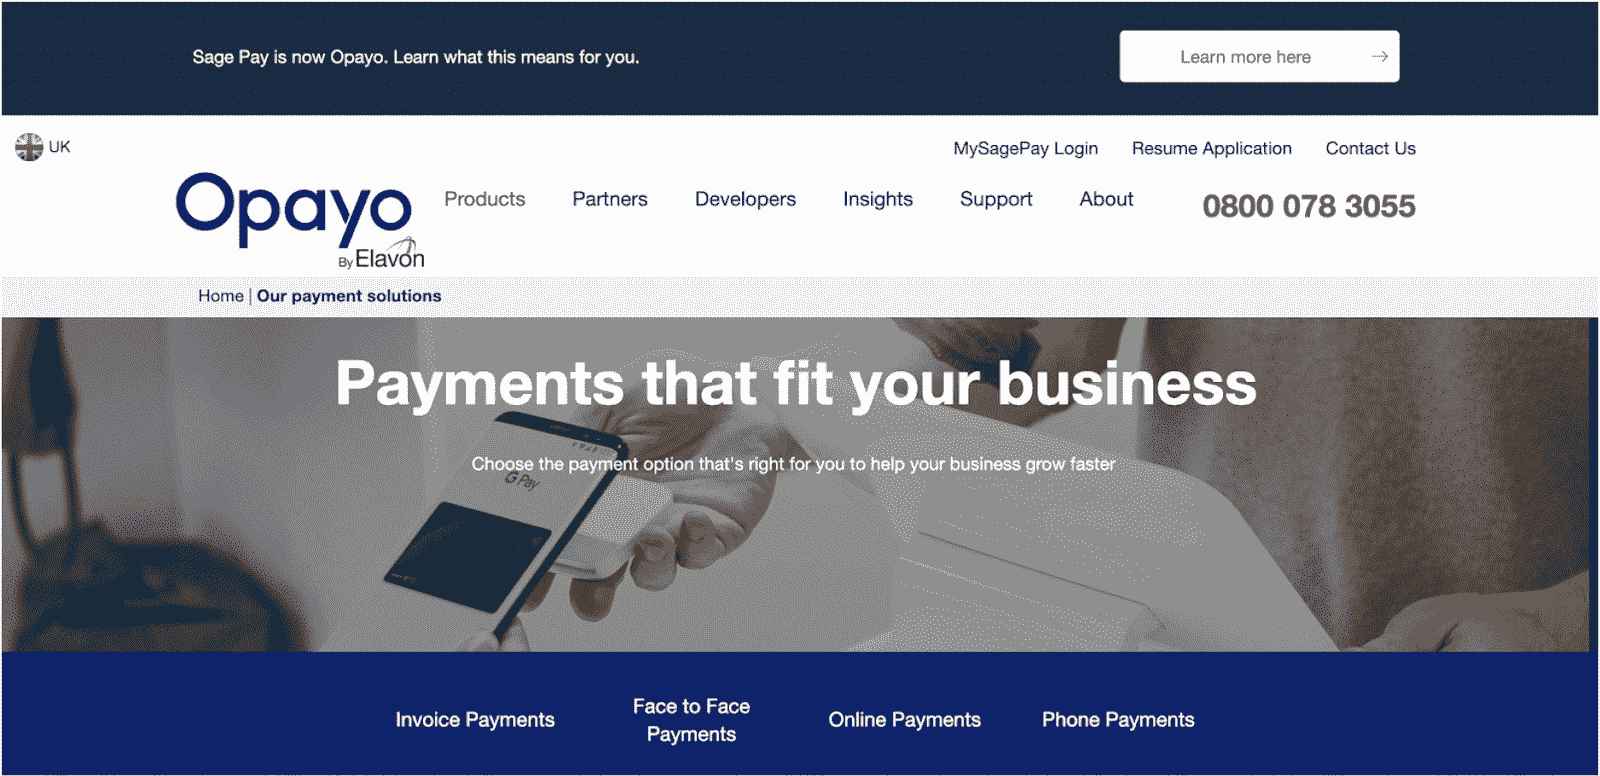 Sage Pay is now Opayo. Learn what this means for you.
Learn more here →
UK
MySagePay Login Resume Application Contact Us
Opayo
By Elavon
Products Partners Developers Insights Support About 0800 078 3055
Home | Our payment solutions
Payments that fit your business
Choose the payment option that's right for you to help your business grow faster
G Pay
Invoice Payments
Face to Face
Payments
Online Payments
Phone Payments